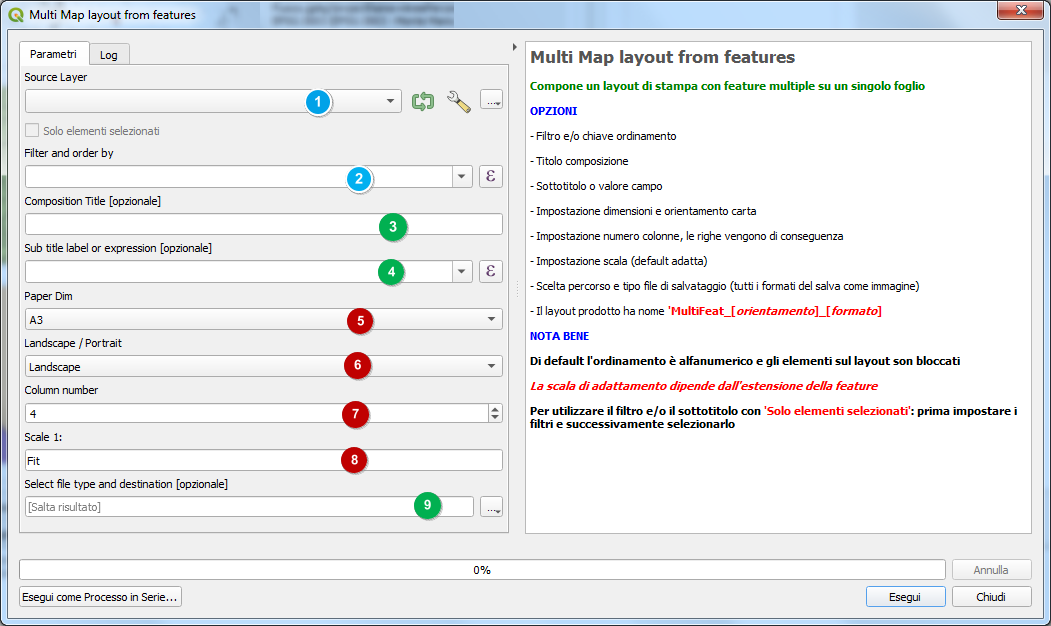 Multi Map layout from features
Parametri
Log
Source Layer
1
...
Solo elementi selezionati
Filter and order by
2
ε
Composition Title [opzionale]
3
Sub title label or expression [opzionale]
4
ε
Paper Dim
A3
5
Landscape / Portrait
Landscape
6
Column number
4
7
Scale 1:
Fit
8
Select file type and destination [opzionale]
[Salta risultato]
9
...
Multi Map layout from features
Compone un layout di stampa con feature multiple su un singolo foglio
OPZIONI
- Filtro e/o chiave ordinamento
- Titolo composizione
- Sottotitolo o valore campo
- Impostazione dimensioni e orientamento carta
- Impostazione numero colonne, le righe vengono di conseguenza
- Impostazione scala (default adatta)
- Scelta percorso e tipo file di salvataggio (tutti i formati del salva come immagine)
- Il layout prodotto ha nome 'MultiFeat_[orientamento]_[formato]
NOTA BENE
Di default l'ordinamento è alfanumerico e gli elementi sul layout son bloccati
La scala di adattamento dipende dall'estensione della feature
Per utilizzare il filtro e/o il sottotitolo con 'Solo elementi selezionati': prima impostare i
filtri e successivamente selezionarlo
0%
Annulla
Esegui come Processo in Serie...
Esegui
Chiudi